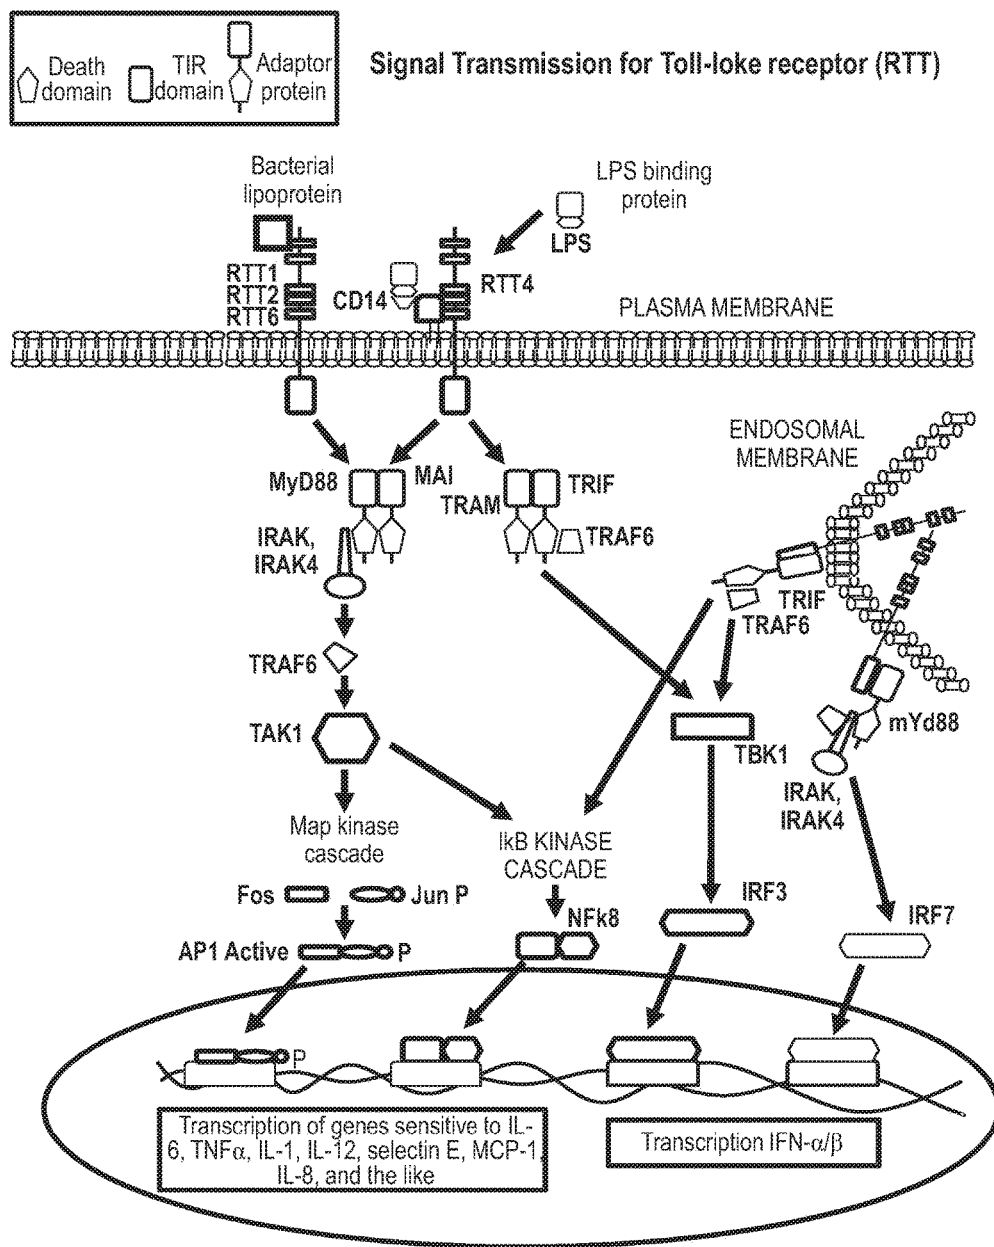 Death
domain
TIR
domain
Adaptor
protein
Signal Transmission for Toll-loke receptor (RTT)
Bacterial
lipoprotein
LPS binding
protein
LPS
RTT1
RTT2
RTT6
CD14
RTT4
PLASMA MEMBRANE
ENDOSOMAL
MEMBRANE
MyD88
MAI
TRAM
TRIF
IRAK,
IRAK4
TRAF6
TRIF
TRAF6
TRAF6
TAK1
TBK1
mYd88
IRAK,
IRAK4
Map kinase
cascade
IkB KINASE
CASCADE
Fos
Jun P
NFk8
IRF3
IRF7
AP1 Active
P
P
Transcription of genes sensitive to IL-
6, TNFα, IL-1, IL-12, selectin E, MCP-1,
IL-8, and the like
Transcription IFN-α/β